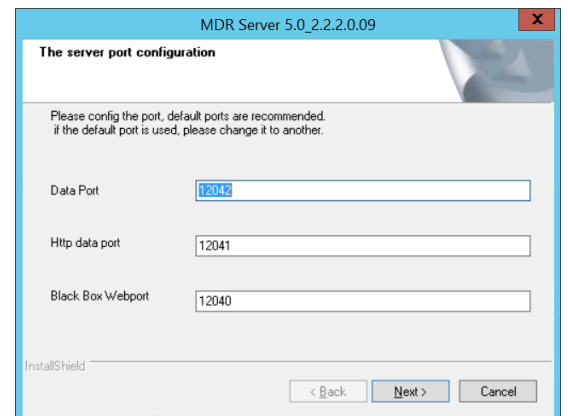 MDR Server 5.0_2.2.2.0.09
X
The server port configuration
Please config the port, default ports are recommended.
if the default port is used, please change it to another.
Data Port 12042
Http data port 12041
Black Box Webport 12040
InstallShield
< Back Next > Cancel